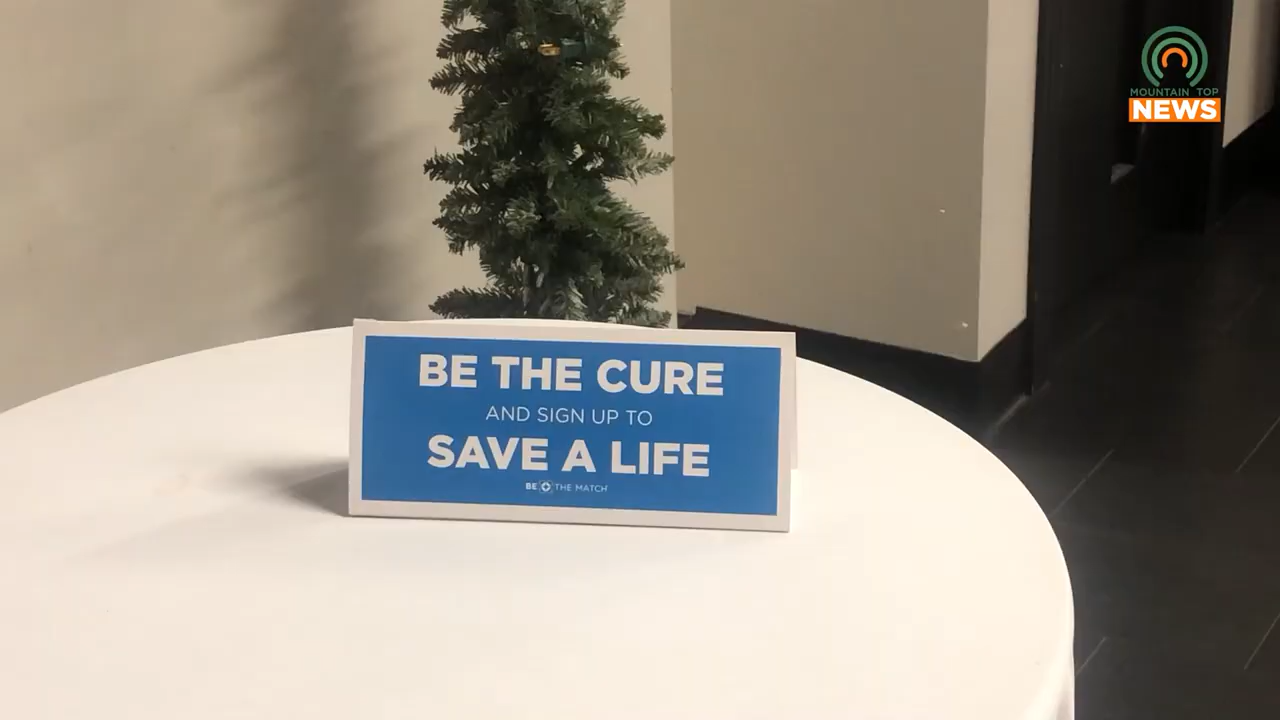 MOUNTAIN TOP
NEWS
BE THE CURE
AND SIGN UP TO
SAVE A LIFE
BE THE MATCH